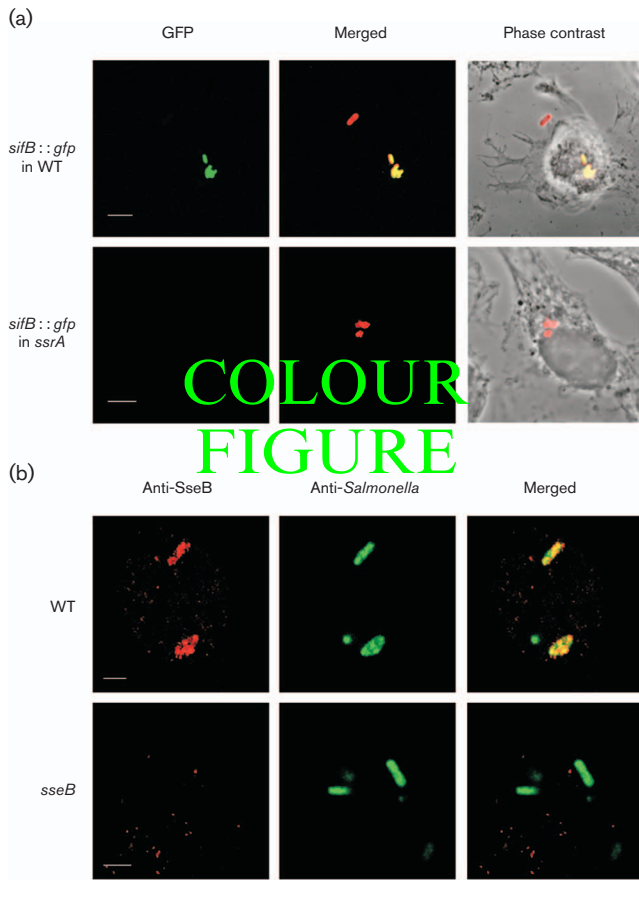 (a)
GFP Merged Phase contrast
sifB : : gfp
in WT
sifB : : gfp
in ssrA
COLOUR
FIGURE
(b)
Anti-SseB Anti-Salmonella Merged
WT
sseB